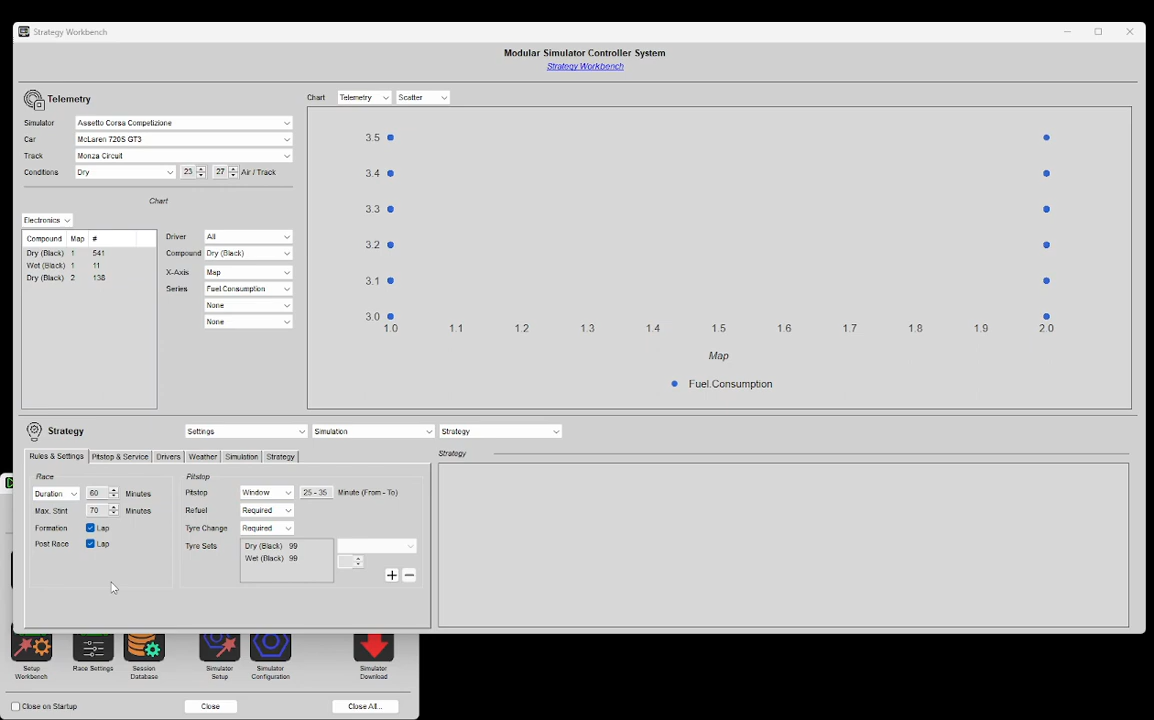 Strategy Workbench
Modular Simulator Controller System
Strategy Workbench
Telemetry
Chart Telemetry Scatter
Simulator Assetto Corsa Competizione
Car McLaren 720S GT3
Track Monza Circuit
Conditions Dry 23 27 Air / Track
Chart
Electronics
Compound Map #
Dry (Black) 1 541
Wet (Black) 1 11
Dry (Black) 2 138
Driver All
Compound Dry (Black)
X-Axis Map
Series Fuel.Consumption
None
None
3.5
3.4
3.3
3.2
3.1
3.0
1.0 1.1 1.2 1.3 1.4 1.5 1.6 1.7 1.8 1.9 2.0
Map
Fuel.Consumption
Strategy Settings Simulation Strategy
Rules & Settings Pitstop & Service Drivers Weather Simulation Strategy
Strategy
Race
Duration 60 Minutes
Max. Stint 70 Minutes
Formation Lap
Post Race Lap
Pitstop
Pitstop Window 25 - 35 Minute (From - To)
Refuel Required
Tyre Change Required
Tyre Sets Dry (Black) 99
Wet (Black) 99
Setup Workbench
Race Settings
Session Database
Simulator Setup
Simulator Configuration
Simulator Download
Close on Startup Close Close All...